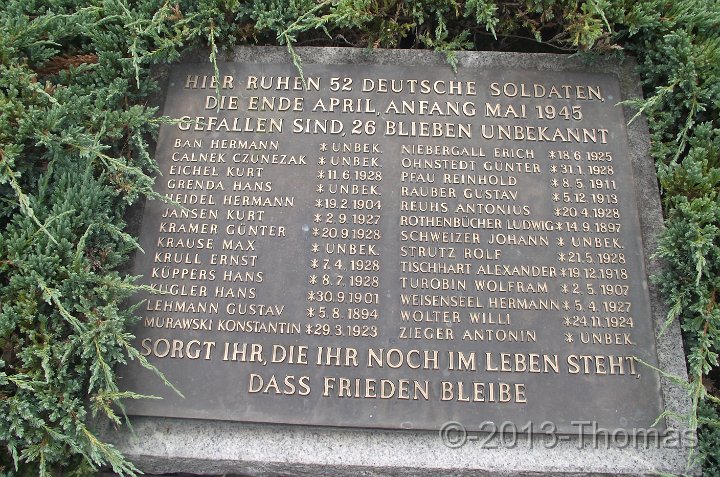 HIER RUHEN 52 DEUTSCHE SOLDATEN,
DIE ENDE APRIL, ANFANG MAI 1945
GEFALLEN SIND, 26 BLIEBEN UNBEKANNT
BAN HERMANN * UNBEK.
CALNEK CZUNEZAK * UNBEK.
EICHEL KURT * 11.6.1928
GRENDA HANS * UNBEK.
HEIDEL HERMANN * 19.2.1904
JANSEN KURT * 2.9.1927
KRAMER GÜNTER * 20.9.1928
KRAUSE MAX * UNBEK.
KRULL ERNST * 7.4.1928
KÜPPERS HANS * 8.7.1928
KUGLER HANS * 30.9.1901
LEHMANN GUSTAV * 5.8.1894
MURAWSKI KONSTANTIN * 29.3.1923
NIEBERGALL ERICH * 18.6.1925
OHNSTEDT GÜNTER * 31.1.1928
PFAU REINHOLD * 8.5.1911
RAUBER GUSTAV * 5.12.1913
REUHS ANTONIUS * 20.4.1928
ROTHENBÜCHER LUDWIG * 14.9.1897
SCHWEIZER JOHANN * UNBEK.
STRUTZ ROLF * 21.5.1928
TISCHHART ALEXANDER * 19.12.1918
TUROBIN WOLFRAM * 2.5.1907
WEISENSEEL HERMANN * 5.4.1927
WOLTER WILLI * 24.11.1924
ZIEGER ANTONIN * UNBEK.
SORGT IHR, DIE IHR NOCH IM LEBEN STEHT,
DASS FRIEDEN BLEIBE
©-2013-Thomas